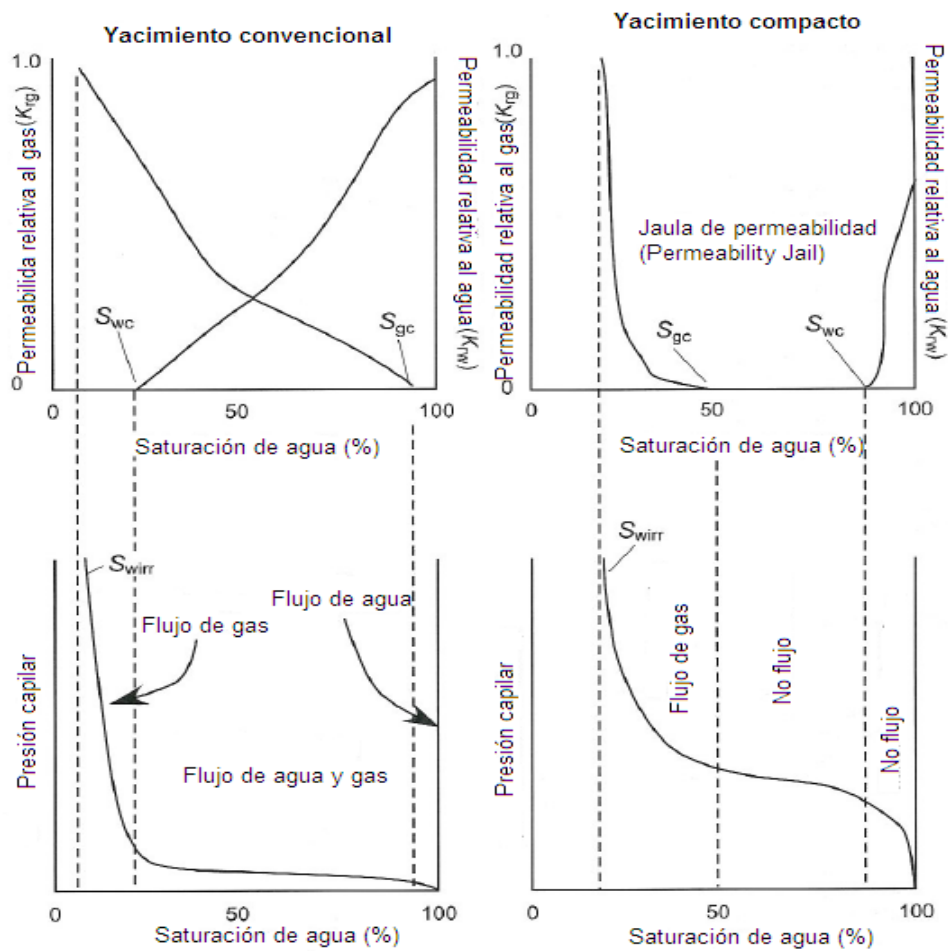 Yacimiento convencional
1.0
Permeabilida relativa al gas(Krg)
0
Swc
Sgc
Permeabilidad relativa al agua(Krw)
0
50
100
Saturación de agua (%)
Yacimiento compacto
1.0
Permeabilidad relativa al gas(Krg)
0
Jaula de permeabilidad
(Permeability Jail)
Sgc
Swc
Permeabilidad relativa al agua(Krw)
0
50
100
Saturación de agua (%)
Presión capilar
Swirr
Flujo de gas
Flujo de agua
Flujo de agua y gas
0
50
100
Saturación de agua (%)
Presión capilar
Swirr
Flujo de gas
No flujo
No flujo
0
50
100
Saturación de agua (%)